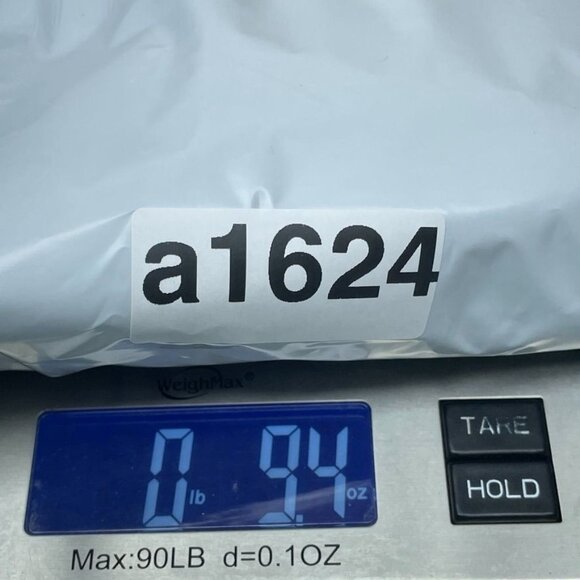 a1624
WeighMax®
0 lb 9.4 oz
TARE
HOLD
Max:90LB d=0.1OZ